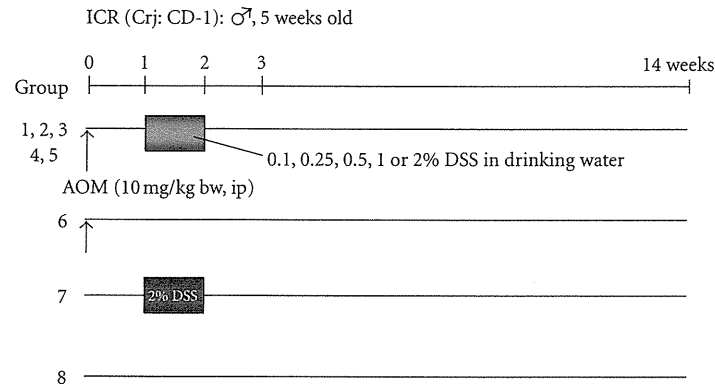 ICR (Crj: CD-1): ♂, 5 weeks old
0 1 2 3 14 weeks
Group
1, 2, 3
4, 5
0.1, 0.25, 0.5, 1 or 2% DSS in drinking water
AOM (10 mg/kg bw, ip)
6
7 2% DSS
8